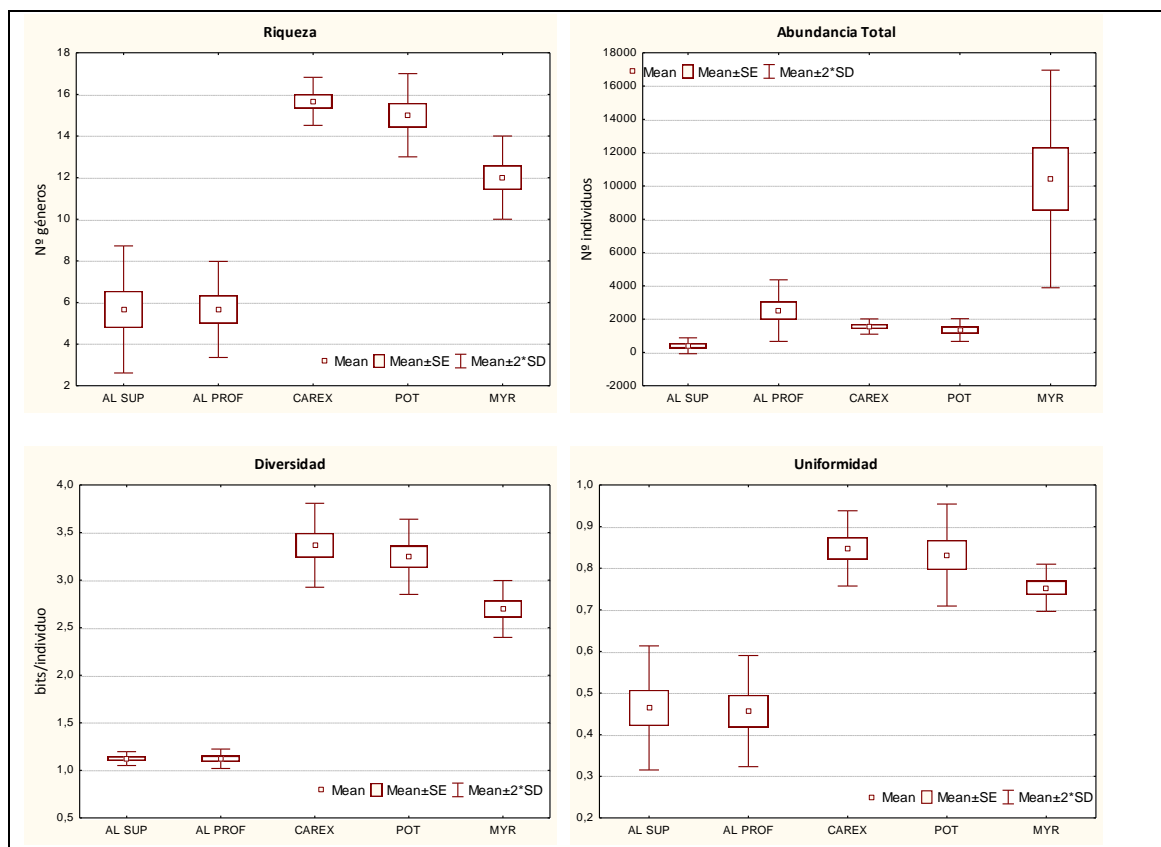 Riqueza
18
16
14
12
10
8
6
4
2
Nº géneros
Mean Mean±SE Mean±2*SD
AL SUP AL PROF CAREX POT MYR
Abundancia Total
18000
16000
14000
12000
10000
8000
6000
4000
2000
0
-2000
Nº individuos
Mean Mean±SE Mean±2*SD
AL SUP AL PROF CAREX POT MYR
Diversidad
4,0
3,5
3,0
2,5
2,0
1,5
1,0
0,5
bits/individuo
Mean Mean±SE Mean±2*SD
AL SUP AL PROF CAREX POT MYR
Uniformidad
1,0
0,9
0,8
0,7
0,6
0,5
0,4
0,3
0,2
Mean Mean±SE Mean±2*SD
AL SUP AL PROF CAREX POT MYR